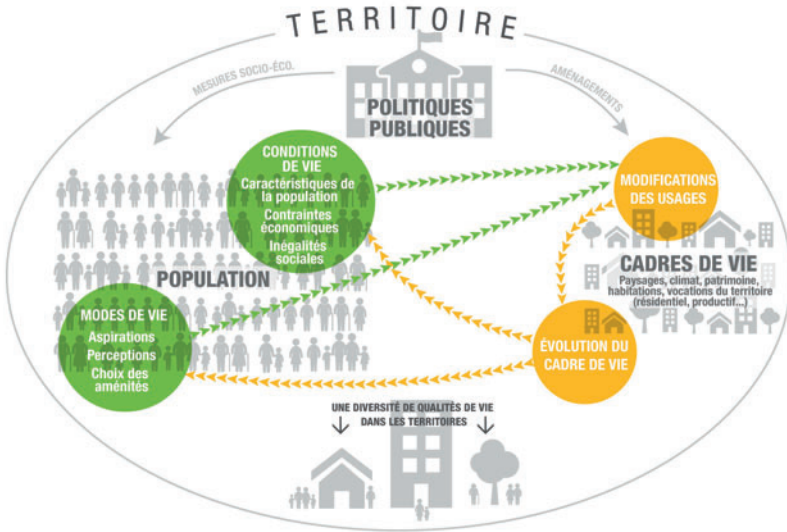 TERRITOIRE
MESURES SOCIO-ÉCO.
AMÉNAGEMENTS
POLITIQUES
PUBLIQUES
CONDITIONS
DE VIE
Caractéristiques de
la population
Contraintes
économiques
Inégalités
sociales
MODIFICATIONS
DES USAGES
POPULATION
CADRES DE VIE
Paysages, climat, patrimoine,
habitations, vocations du territoire
(résidentiel, productif...)
MODES DE VIE
Aspirations
Perceptions
Choix des
aménités
ÉVOLUTION DU
CADRE DE VIE
UNE DIVERSITÉ DE QUALITÉS DE VIE
DANS LES TERRITOIRES